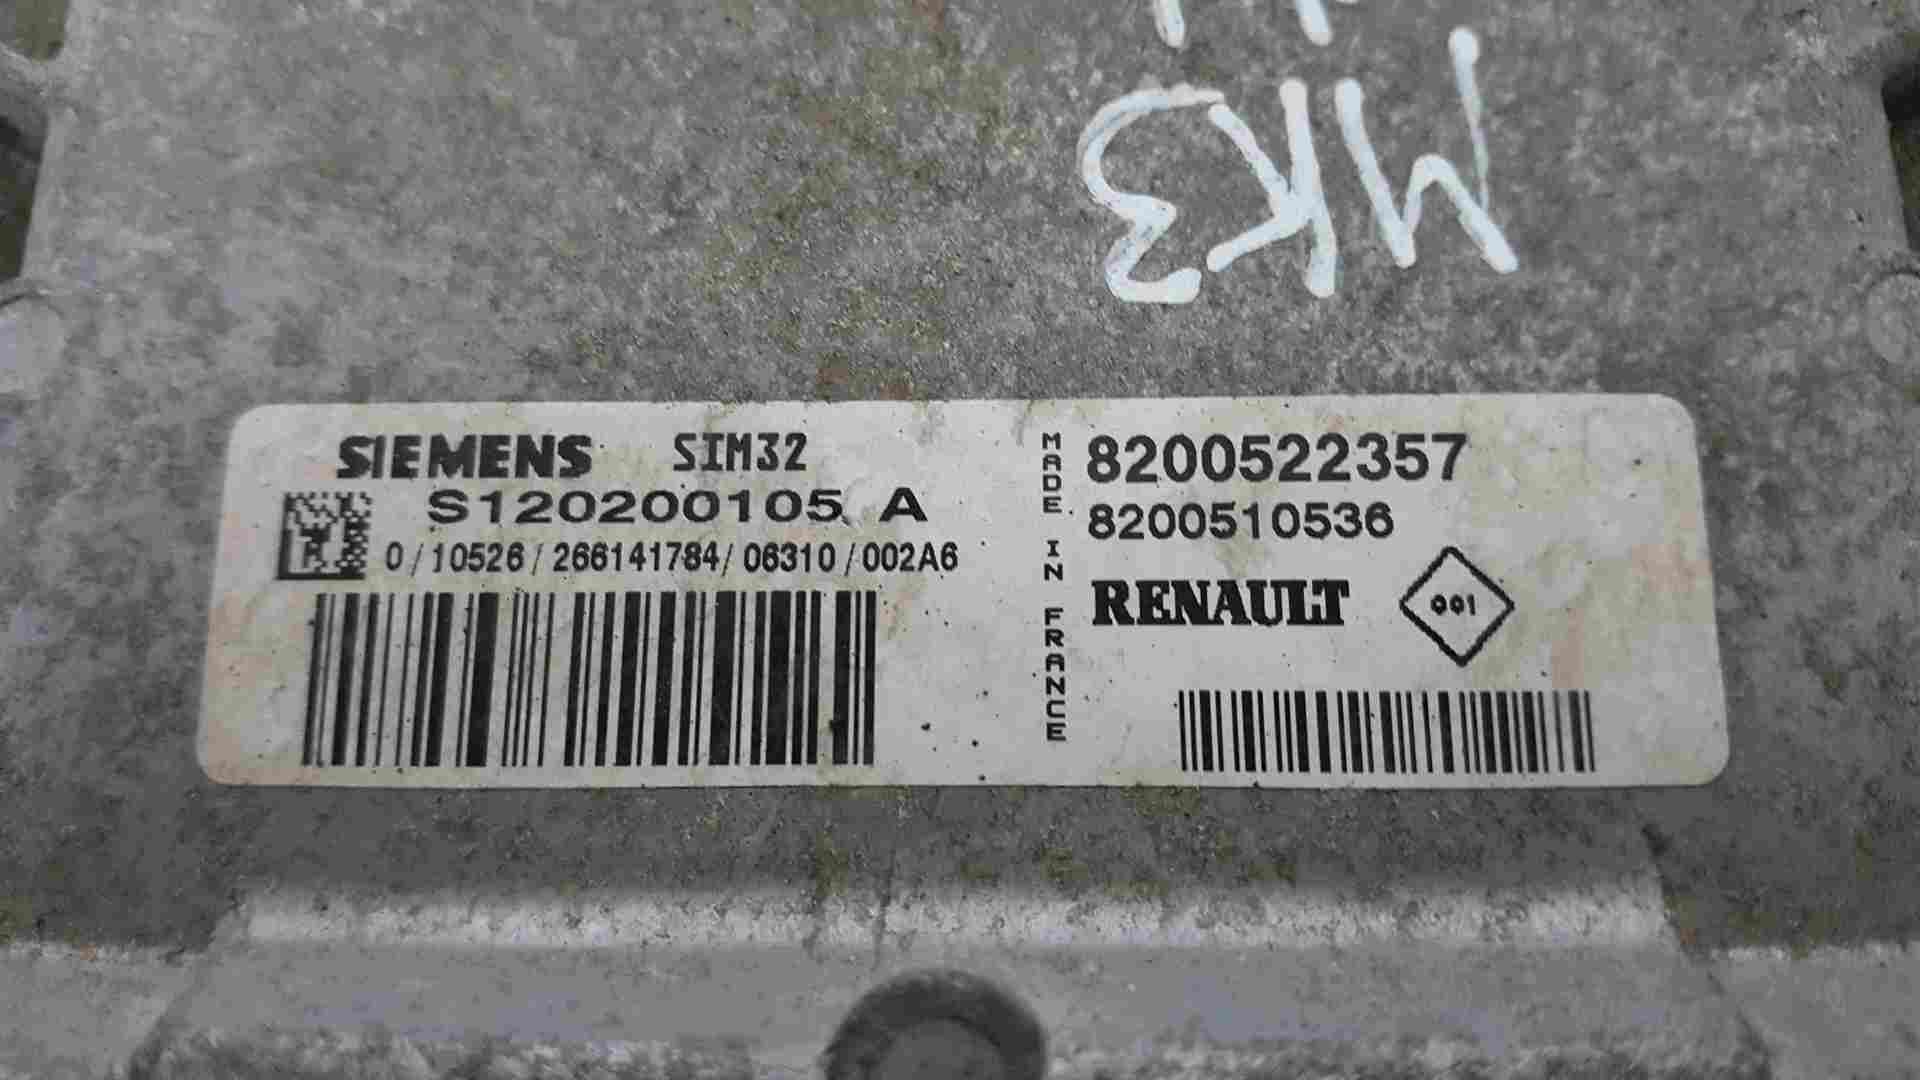 MK3
SIEMENS SIM32
S120200105 A
0/10526/266141784/06310/002A6
MADE IN FRANCE
8200522357
8200510536
RENAULT
001